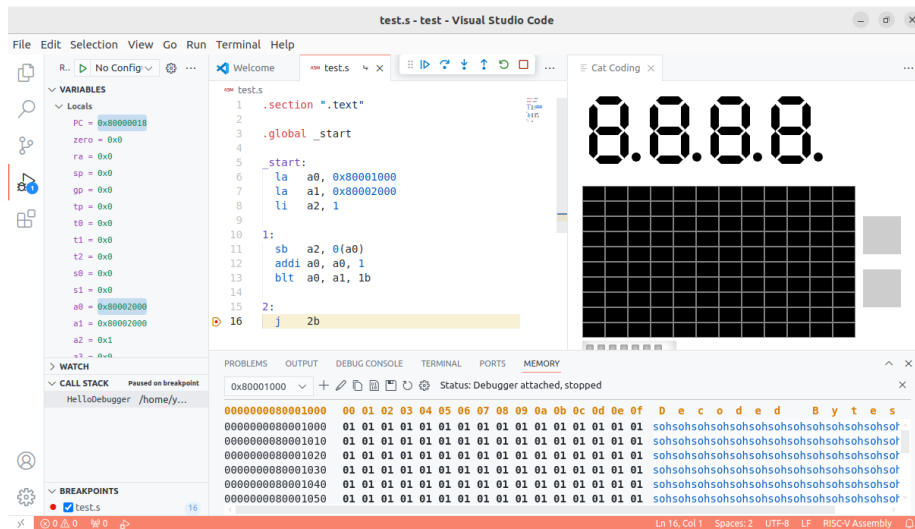 test.s - test - Visual Studio Code
File Edit Selection View Go Run Terminal Help
R.. No Config
Welcome
ASM test.s
Cat Coding
VARIABLES
Locals
PC = 0x80000018
zero = 0x0
ra = 0x0
sp = 0x0
gp = 0x0
tp = 0x0
t0 = 0x0
t1 = 0x0
t2 = 0x0
s0 = 0x0
s1 = 0x0
a0 = 0x80002000
a1 = 0x80002000
a2 = 0x1
a3 = 0x0
WATCH
CALL STACK Paused on breakpoint
HelloDebugger /home/y...
BREAKPOINTS
test.s 16
ASM test.s
1 .section ".text"
2
3 .global _start
4
5 _start:
6 la a0, 0x80001000
7 la a1, 0x80002000
8 li a2, 1
9
10 1:
11 sb a2, 0(a0)
12 addi a0, a0, 1
13 blt a0, a1, 1b
14
15 2:
16 j 2b
8.8.8.8.
PROBLEMS OUTPUT DEBUG CONSOLE TERMINAL PORTS MEMORY
0x80001000 Status: Debugger attached, stopped
0000000080001000 00 01 02 03 04 05 06 07 08 09 0a 0b 0c 0d 0e 0f D e c o d e d B y t e s
0000000080001000 01 01 01 01 01 01 01 01 01 01 01 01 01 01 01 01 sohsohsohsohsohsohsohsohsohsohsohsohsohsohsohsoh
0000000080001010 01 01 01 01 01 01 01 01 01 01 01 01 01 01 01 01 sohsohsohsohsohsohsohsohsohsohsohsohsohsohsohsoh
0000000080001020 01 01 01 01 01 01 01 01 01 01 01 01 01 01 01 01 sohsohsohsohsohsohsohsohsohsohsohsohsohsohsohsoh
0000000080001030 01 01 01 01 01 01 01 01 01 01 01 01 01 01 01 01 sohsohsohsohsohsohsohsohsohsohsohsohsohsohsohsoh
0000000080001040 01 01 01 01 01 01 01 01 01 01 01 01 01 01 01 01 sohsohsohsohsohsohsohsohsohsohsohsohsohsohsohsoh
0000000080001050 01 01 01 01 01 01 01 01 01 01 01 01 01 01 01 01 sohsohsohsohsohsohsohsohsohsohsohsohsohsohsohsoh
0 0 0 Ln 16, Col 1 Spaces: 2 UTF-8 LF RISC-V Assembly